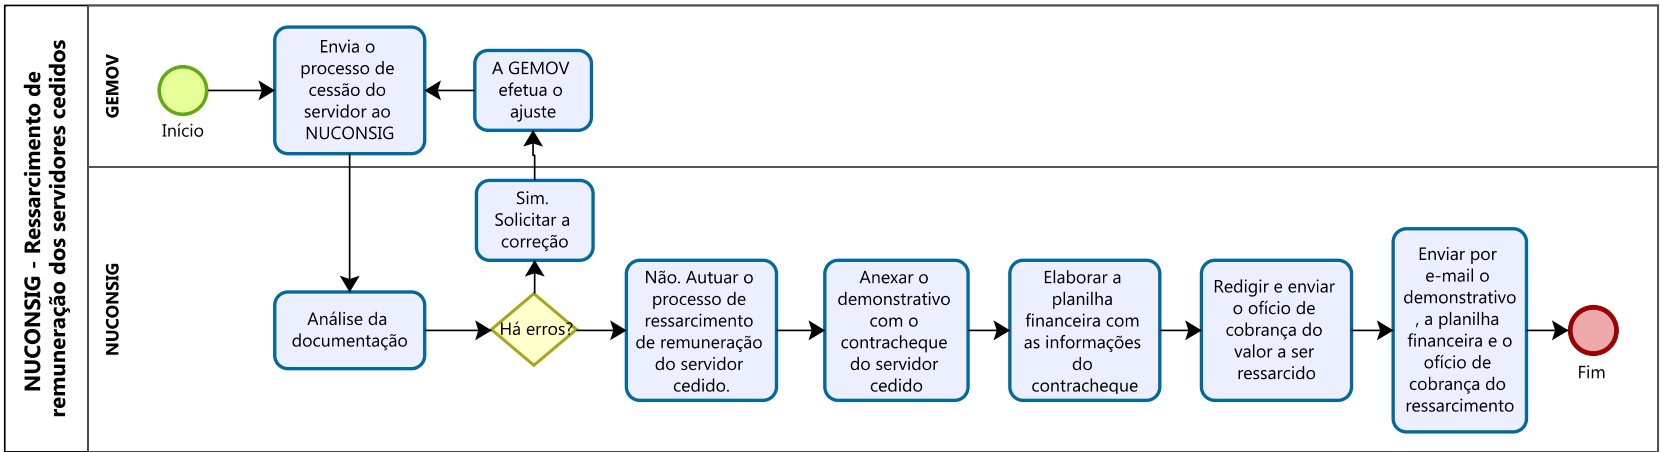 NUCONSIG - Ressarcimento de
remuneração dos servidores cedidos
GEMOV
Início
Envia o
processo de
cessão do
servidor ao
NUCONSIG
A GEMOV
efetua o
ajuste
NUCONSIG
Análise da
documentação
Há erros?
Sim.
Solicitar a
correção
Não. Autuar o
processo de
ressarcimento
de remuneração
do servidor
cedido.
Anexar o
demonstrativo
com o
contracheque
do servidor
cedido
Elaborar a
planilha
financeira com
as informações
do
contracheque
Redigir e enviar
o ofício de
cobrança do
valor a ser
ressarcido
Enviar por
e-mail o
demonstrativo
, a planilha
financeira e o
ofício de
cobrança do
ressarcimento
Fim